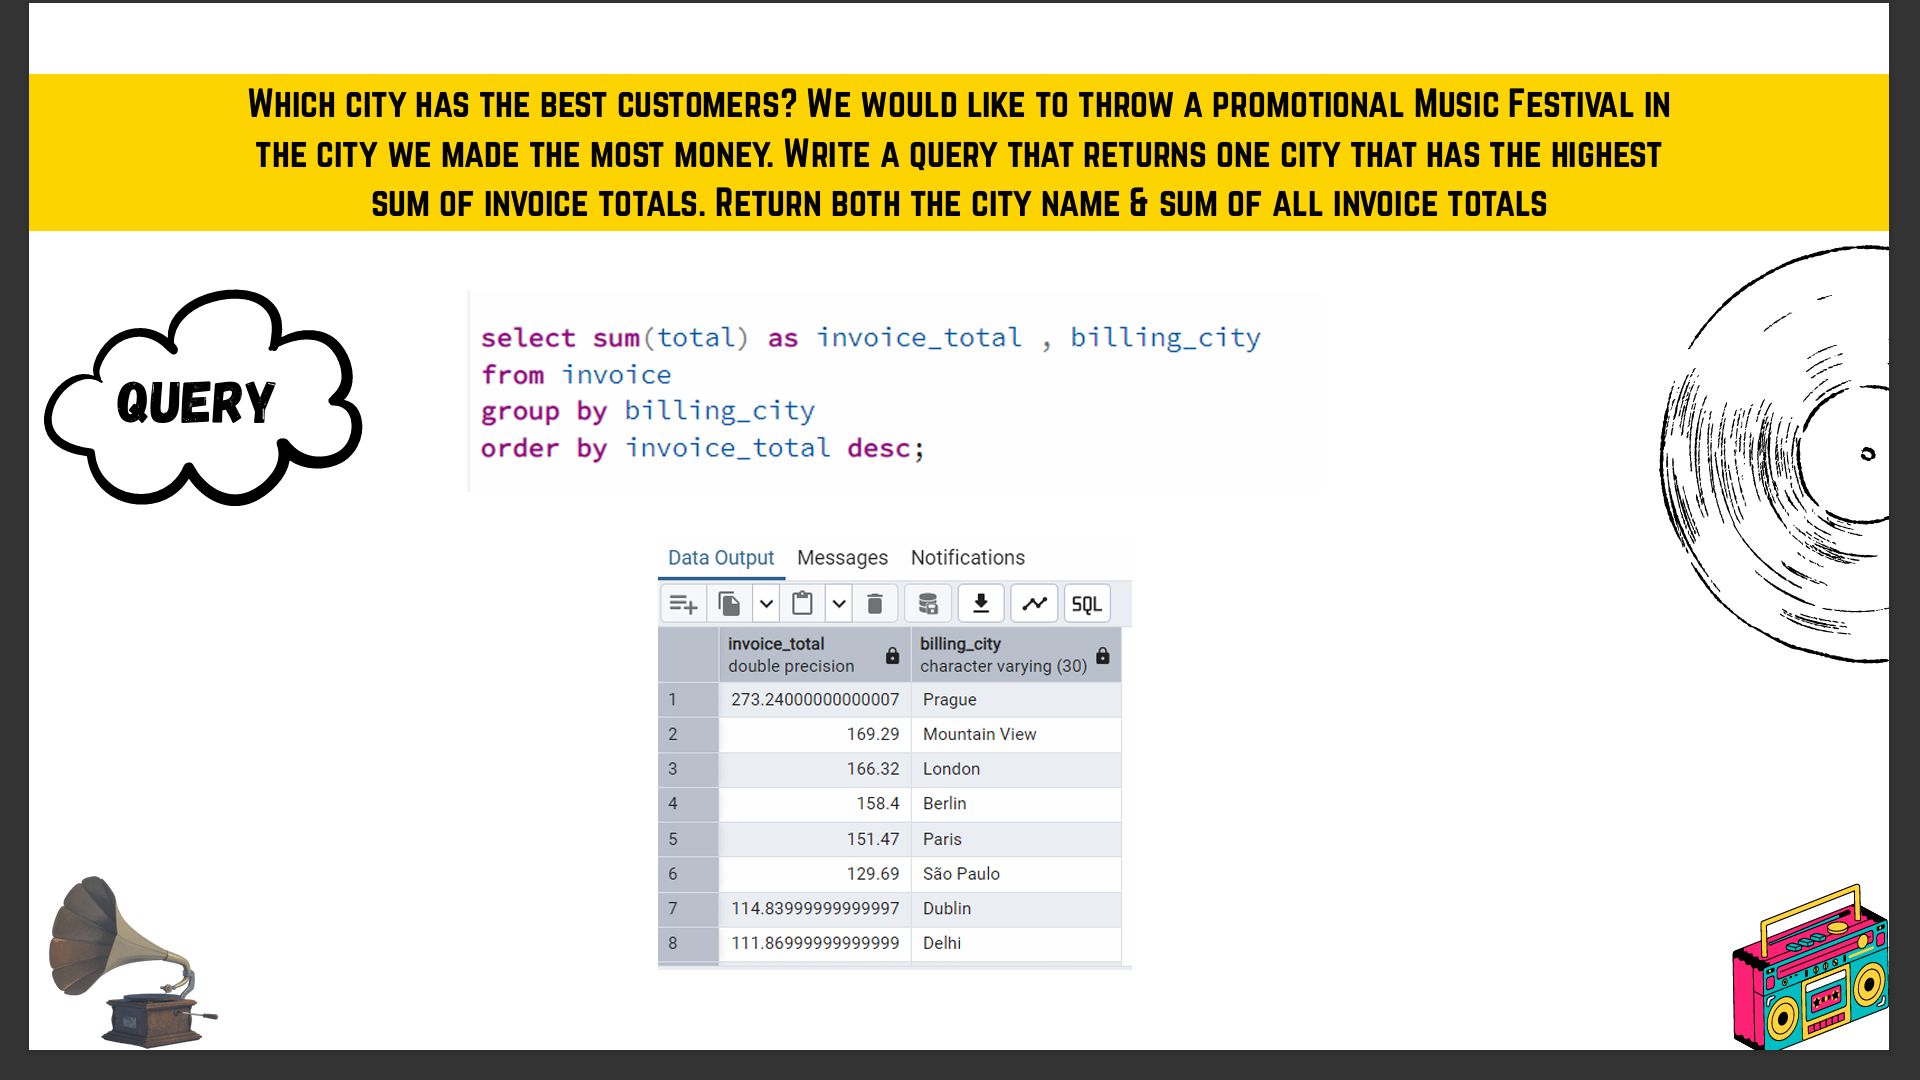 Which city has the best customers? We would like to throw a promotional Music Festival in
the city we made the most money. Write a query that returns one city that has the highest
sum of invoice totals. Return both the city name & sum of all invoice totals
QUERY
select sum(total) as invoice_total , billing_city
from invoice
group by billing_city
order by invoice_total desc;
Data Output Messages Notifications
SQL
invoice_total billing_city
double precision character varying (30)
1 273.24000000000007 Prague
2 169.29 Mountain View
3 166.32 London
4 158.4 Berlin
5 151.47 Paris
6 129.69 São Paulo
7 114.83999999999997 Dublin
8 111.86999999999999 Delhi